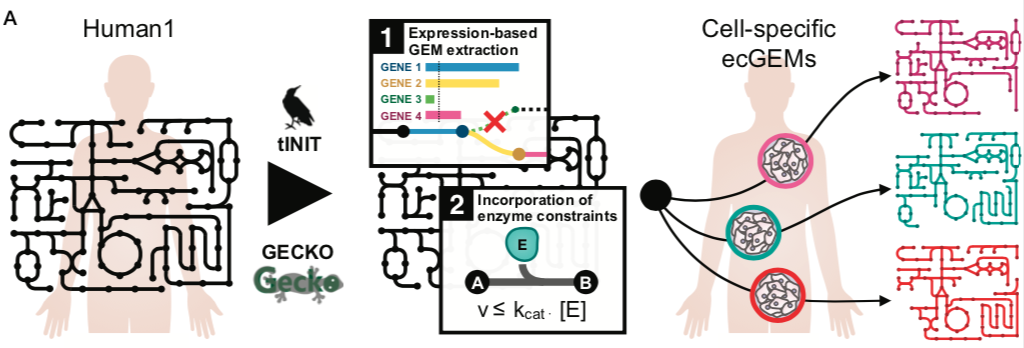 A
Human1
tINIT
GECKO
Gecko
1
Expression-based
GEM extraction
GENE 1
GENE 2
GENE 3
GENE 4
2
Incorporation of
enzyme constraints
E
A
B
v ≤ kcat · [E]
Cell-specific
ecGEMs